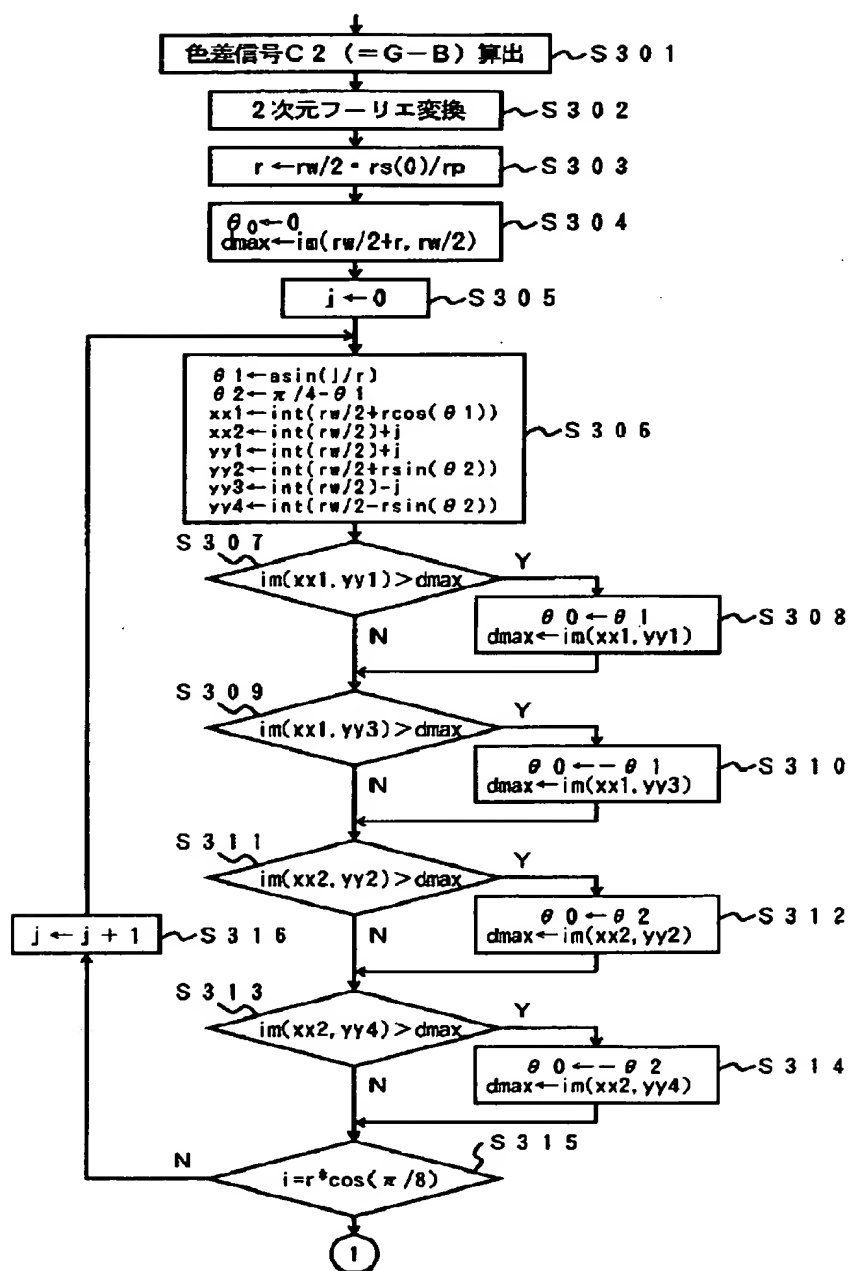 色差信号C2(=G-B)算出 S301
2次元フーリエ変換 S302
r←rw/2・rs(0)/rp S303
θ0←0
dmax←im(rw/2+r,rw/2) S304
j←0 S305
θ1←asin(j/r)
θ2←π/4-θ1
xx1←int(rw/2+rcos(θ1))
xx2←int(rw/2)+j
yy1←int(rw/2)+j
yy2←int(rw/2+rsin(θ2))
yy3←int(rw/2)-j
yy4←int(rw/2-rsin(θ2))
S306
S307
im(xx1,yy1)>dmax
Y
N
θ0←θ1
dmax←im(xx1,yy1)
S308
S309
im(xx1,yy3)>dmax
Y
N
θ0←-θ1
dmax←im(xx1,yy3)
S310
S311
im(xx2,yy2)>dmax
Y
N
θ0←θ2
dmax←im(xx2,yy2)
S312
j←j+1 S316
S313
im(xx2,yy4)>dmax
Y
N
θ0←-θ2
dmax←im(xx2,yy4)
S314
S315
N
i=r*cos(π/8)
1